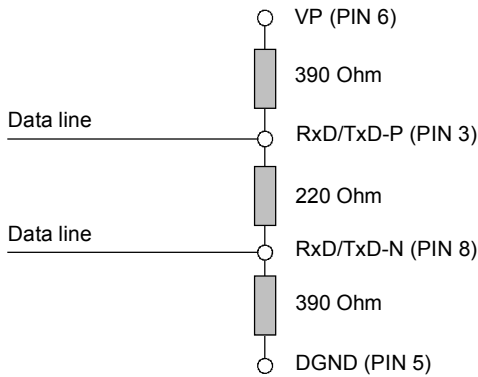 VP (PIN 6)
390 Ohm
Data line
RxD/TxD-P (PIN 3)
220 Ohm
Data line
RxD/TxD-N (PIN 8)
390 Ohm
DGND (PIN 5)